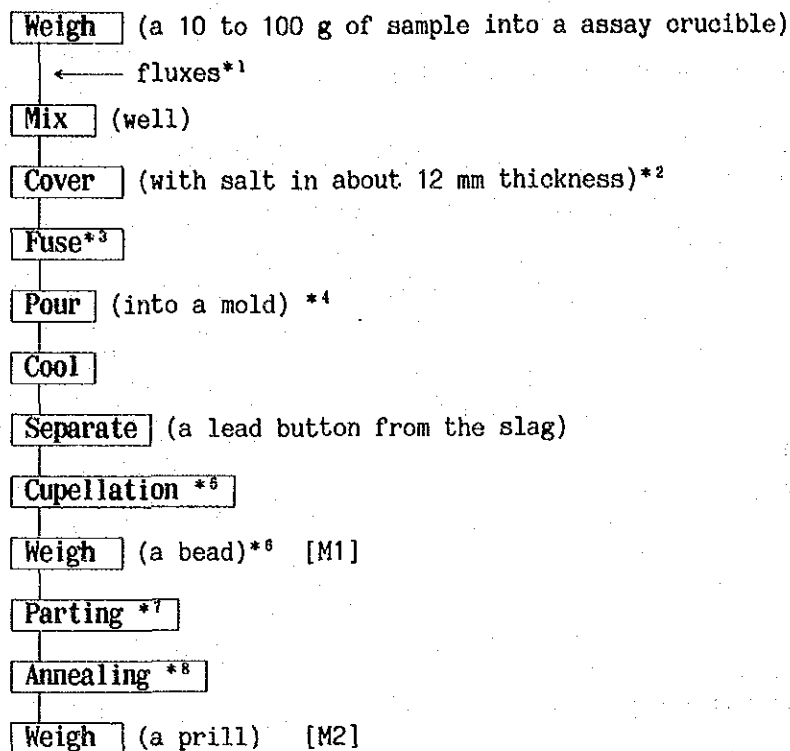 Weigh (a 10 to 100 g of sample into a assay crucible)
← fluxes*1
Mix (well)
Cover (with salt in about 12 mm thickness)*2
Fuse*3
Pour (into a mold) *4
Cool
Separate (a lead button from the slag)
Cupellation *5
Weigh (a bead)*6 [M1]
Parting *7
Annealing *8
Weigh (a prill) [M2]